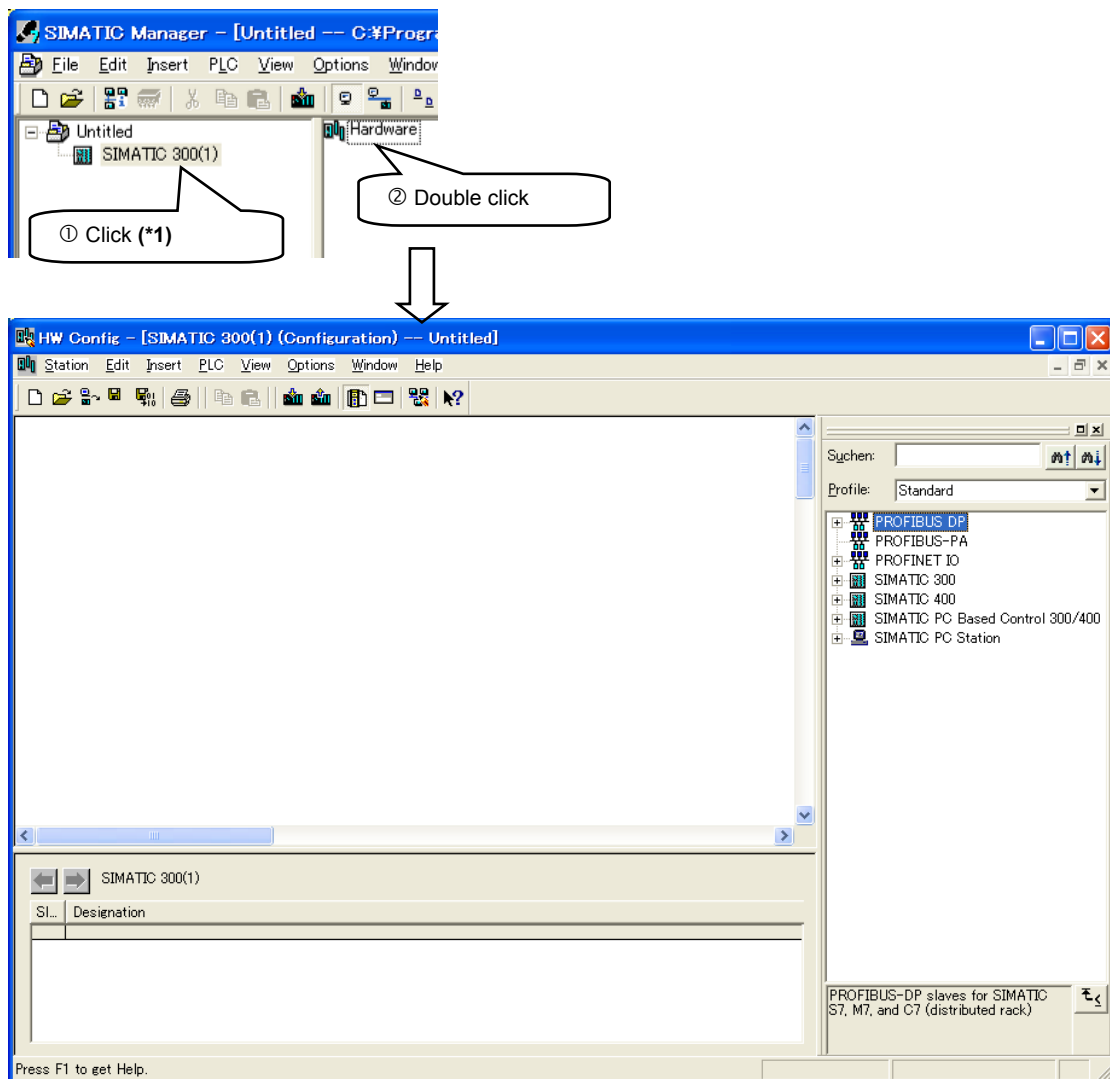 SIMATIC Manager – [Untitled –– C:¥Progra
File Edit Insert PLC View Options Window
Untitled
SIMATIC 300(1)
Hardware
② Double click
① Click (*1)
HW Config – [SIMATIC 300(1) (Configuration) –– Untitled]
Station Edit Insert PLC View Options Window Help
Suchen:
Profile: Standard
PROFIBUS DP
PROFIBUS-PA
PROFINET IO
SIMATIC 300
SIMATIC 400
SIMATIC PC Based Control 300/400
SIMATIC PC Station
SIMATIC 300(1)
Sl... Designation
PROFIBUS-DP slaves for SIMATIC
S7, M7, and C7 (distributed rack)
Press F1 to get Help.